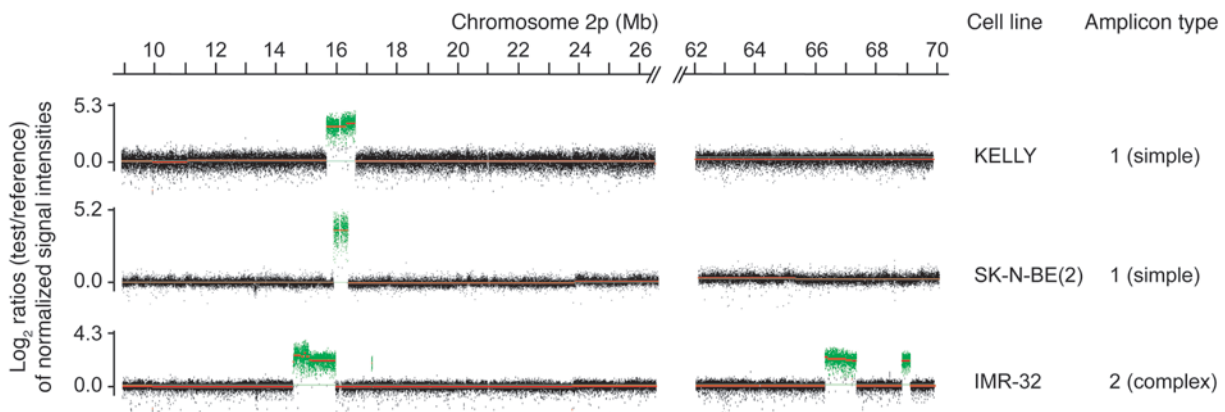 Chromosome 2p (Mb)
Cell line
Amplicon type
10 12 14 16 18 20 22 24 26 62 64 66 68 70
Log2 ratios (test/reference)
of normalized signal intensities
5.3
0.0
KELLY
1 (simple)
5.2
0.0
SK-N-BE(2)
1 (simple)
4.3
0.0
IMR-32
2 (complex)